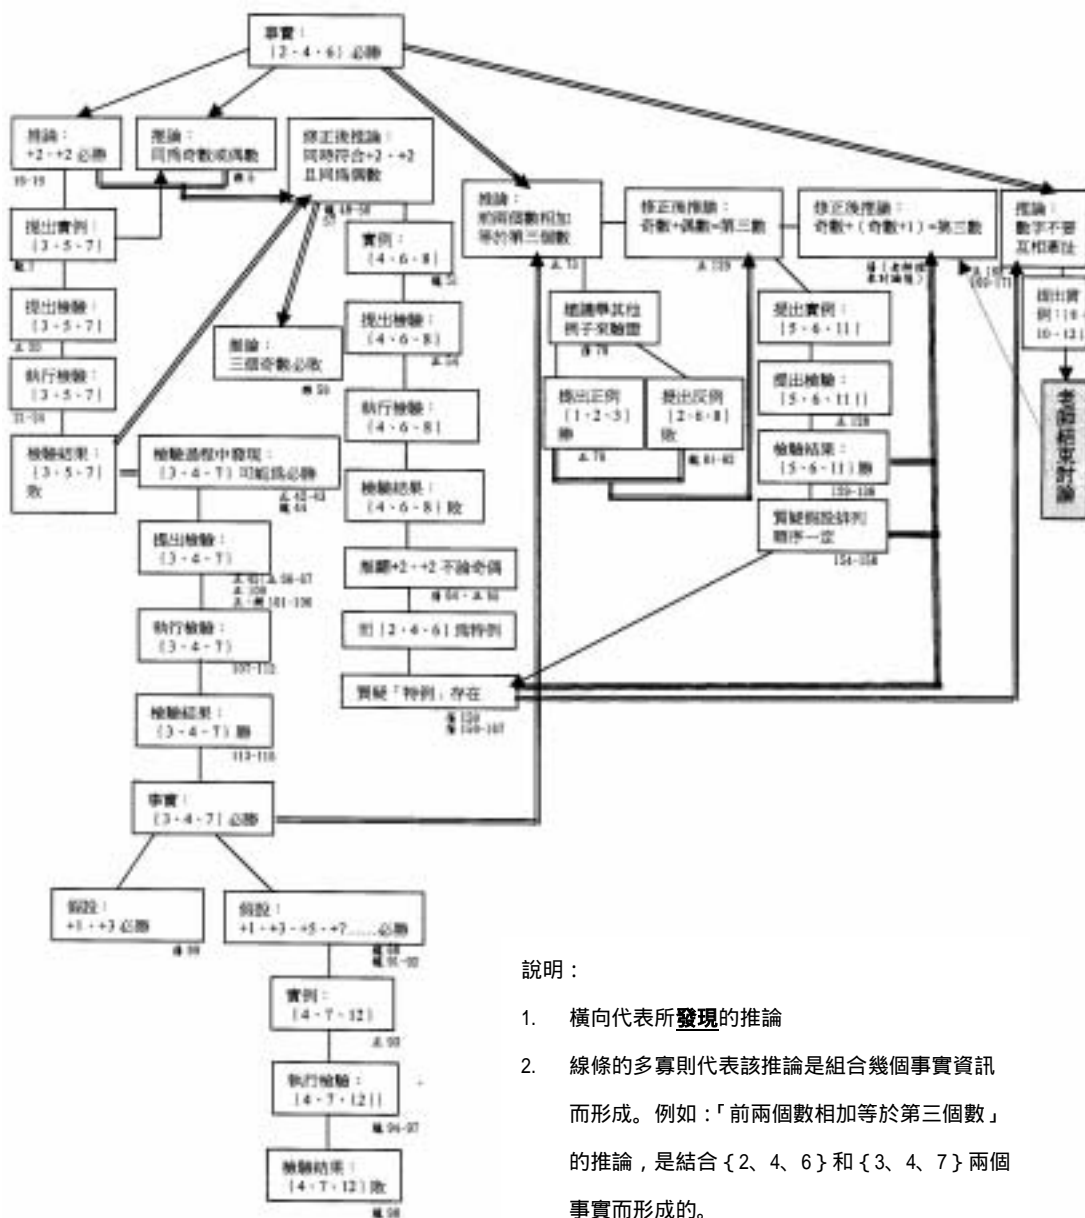 事實：
{2、4、6} 必勝
推論：
+2、+2 必勝
推論：
同為奇數或偶數
修正後推論：
同時符合+2、+2
且同為偶數
提出實例：
{3、5、7}
提出檢驗：
{3、5、7}
執行檢驗：
{3、5、7}
21-24
檢驗結果：
{3、5、7}
敗
推論：
三個奇數必敗
檢驗過程中發現：
{3、4、7} 可能為必勝
提出檢驗：
{3、4、7}
執行檢驗：
{3、4、7}
107-112
檢驗結果：
{3、4、7} 勝
113-115
事實：
{3、4、7} 必勝
假設：
+1、+3 必勝
假設：
+1、+3、+5、+7……必勝
實例：
{4、7、12}
執行檢驗：
{4、7、12}}
檢驗結果：
{4、7、12} 敗
實例：
{4、6、8}
提出檢驗：
{4、6、8}
執行檢驗：
{4、6、8}
檢驗結果：
{4、6、8} 敗
推翻+2、+2 不論奇偶
{2、4、6} 為特例
質疑「特例」存在
推論：
前兩個數相加
等於第三個數
建議舉其他
例子來驗證
提出正例
{1、2、3}
勝
提出反例
{2、6、8}
敗
修正後推論：
奇數+偶數=第三數
提出實例：
{5、6、11}
提出檢驗：
{5、6、11}}
檢驗結果：
{5、6、11} 勝
質疑假設排列
順序一定
154-158
修正後推論：
奇數+（奇數+1）=第三數
推論：
數字不要
互相牽扯
老師結束討論
說明：
1. 橫向代表所發現的推論
2. 線條的多寡則代表該推論是組合幾個事實資訊
而形成。例如：「前兩個數相加等於第三個數」
的推論，是結合 { 2、4、6 } 和 { 3、4、7 } 兩個
事實而形成的。